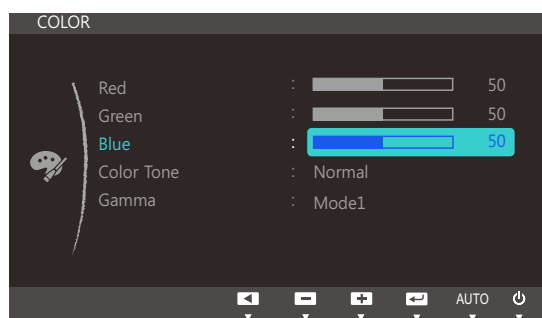 COLOR
Red : 50
Green : 50
Blue : 50
Color Tone : Normal
Gamma : Mode1
AUTO